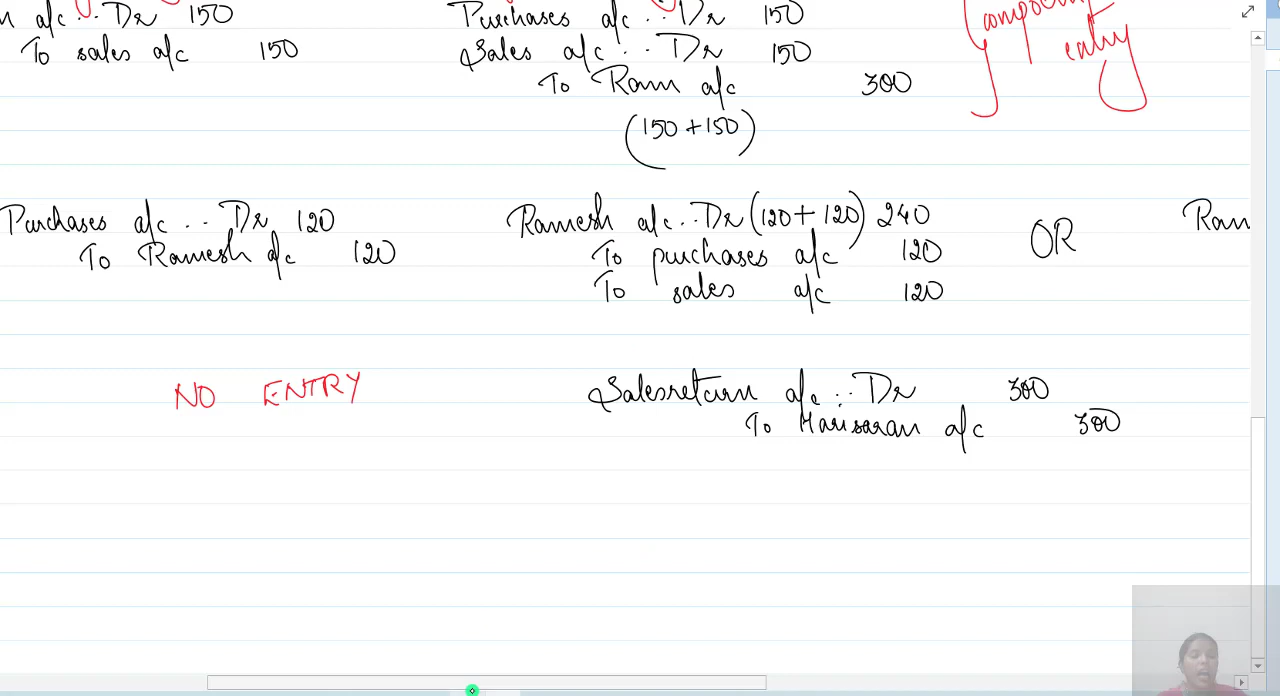 a/c ... Dr 150
To sales a/c 150
Purchases a/c ... Dr 150
Sales a/c ... Dr 150
To Ram a/c 300
(150 + 150)
entry
Purchases a/c ... Dr 120
To Ramesh a/c 120
Ramesh a/c ... Dr (120 + 120) 240
To purchases a/c 120
To sales a/c 120
OR
Ram
NO ENTRY
Salesreturn a/c ... Dr 300
To Harisaran a/c 300